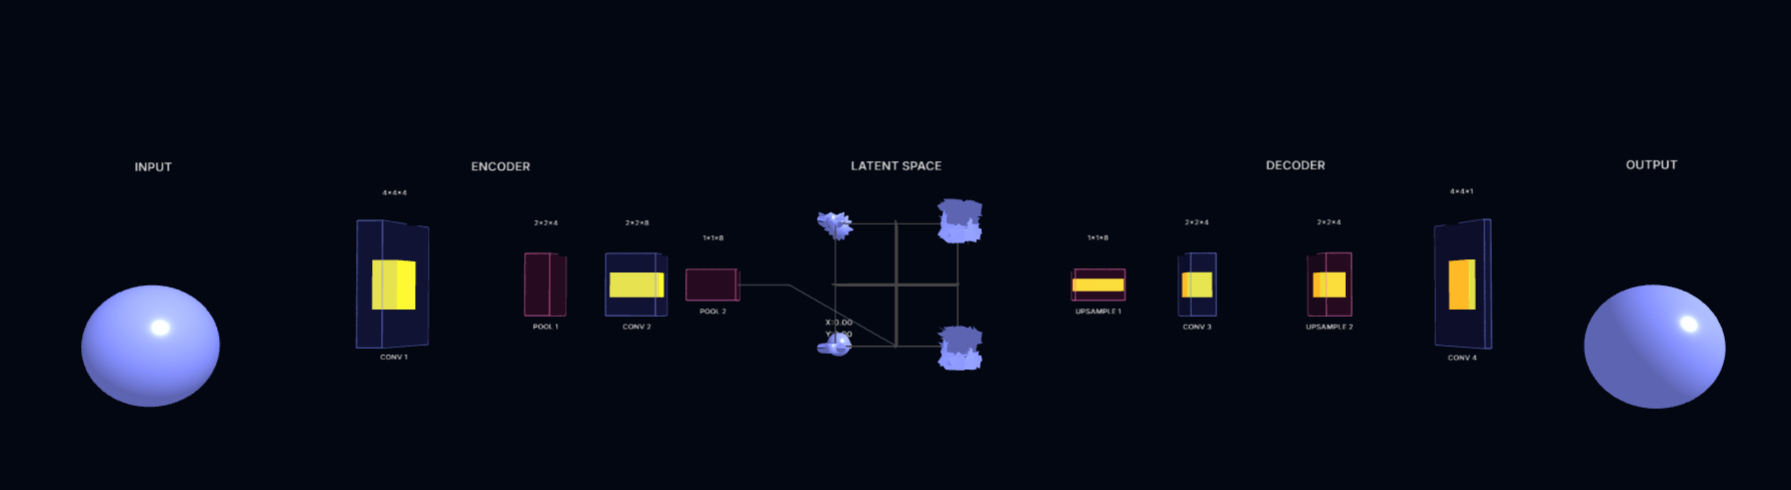 INPUT
ENCODER
LATENT SPACE
DECODER
OUTPUT
4×4×4
CONV 1
2×2×4
POOL 1
2×2×8
CONV 2
1×1×8
POOL 2
X:0.00
1×1×8
UPSAMPLE 1
2×2×4
CONV 3
2×2×4
UPSAMPLE 2
4×4×1
CONV 4